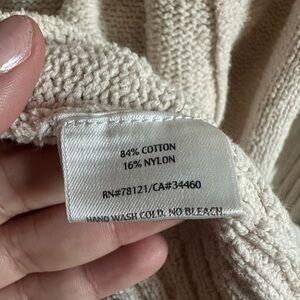 84% COTTON
16% NYLON
RN#78121/CA#34460
HAND WASH COLD. NO BLEACH